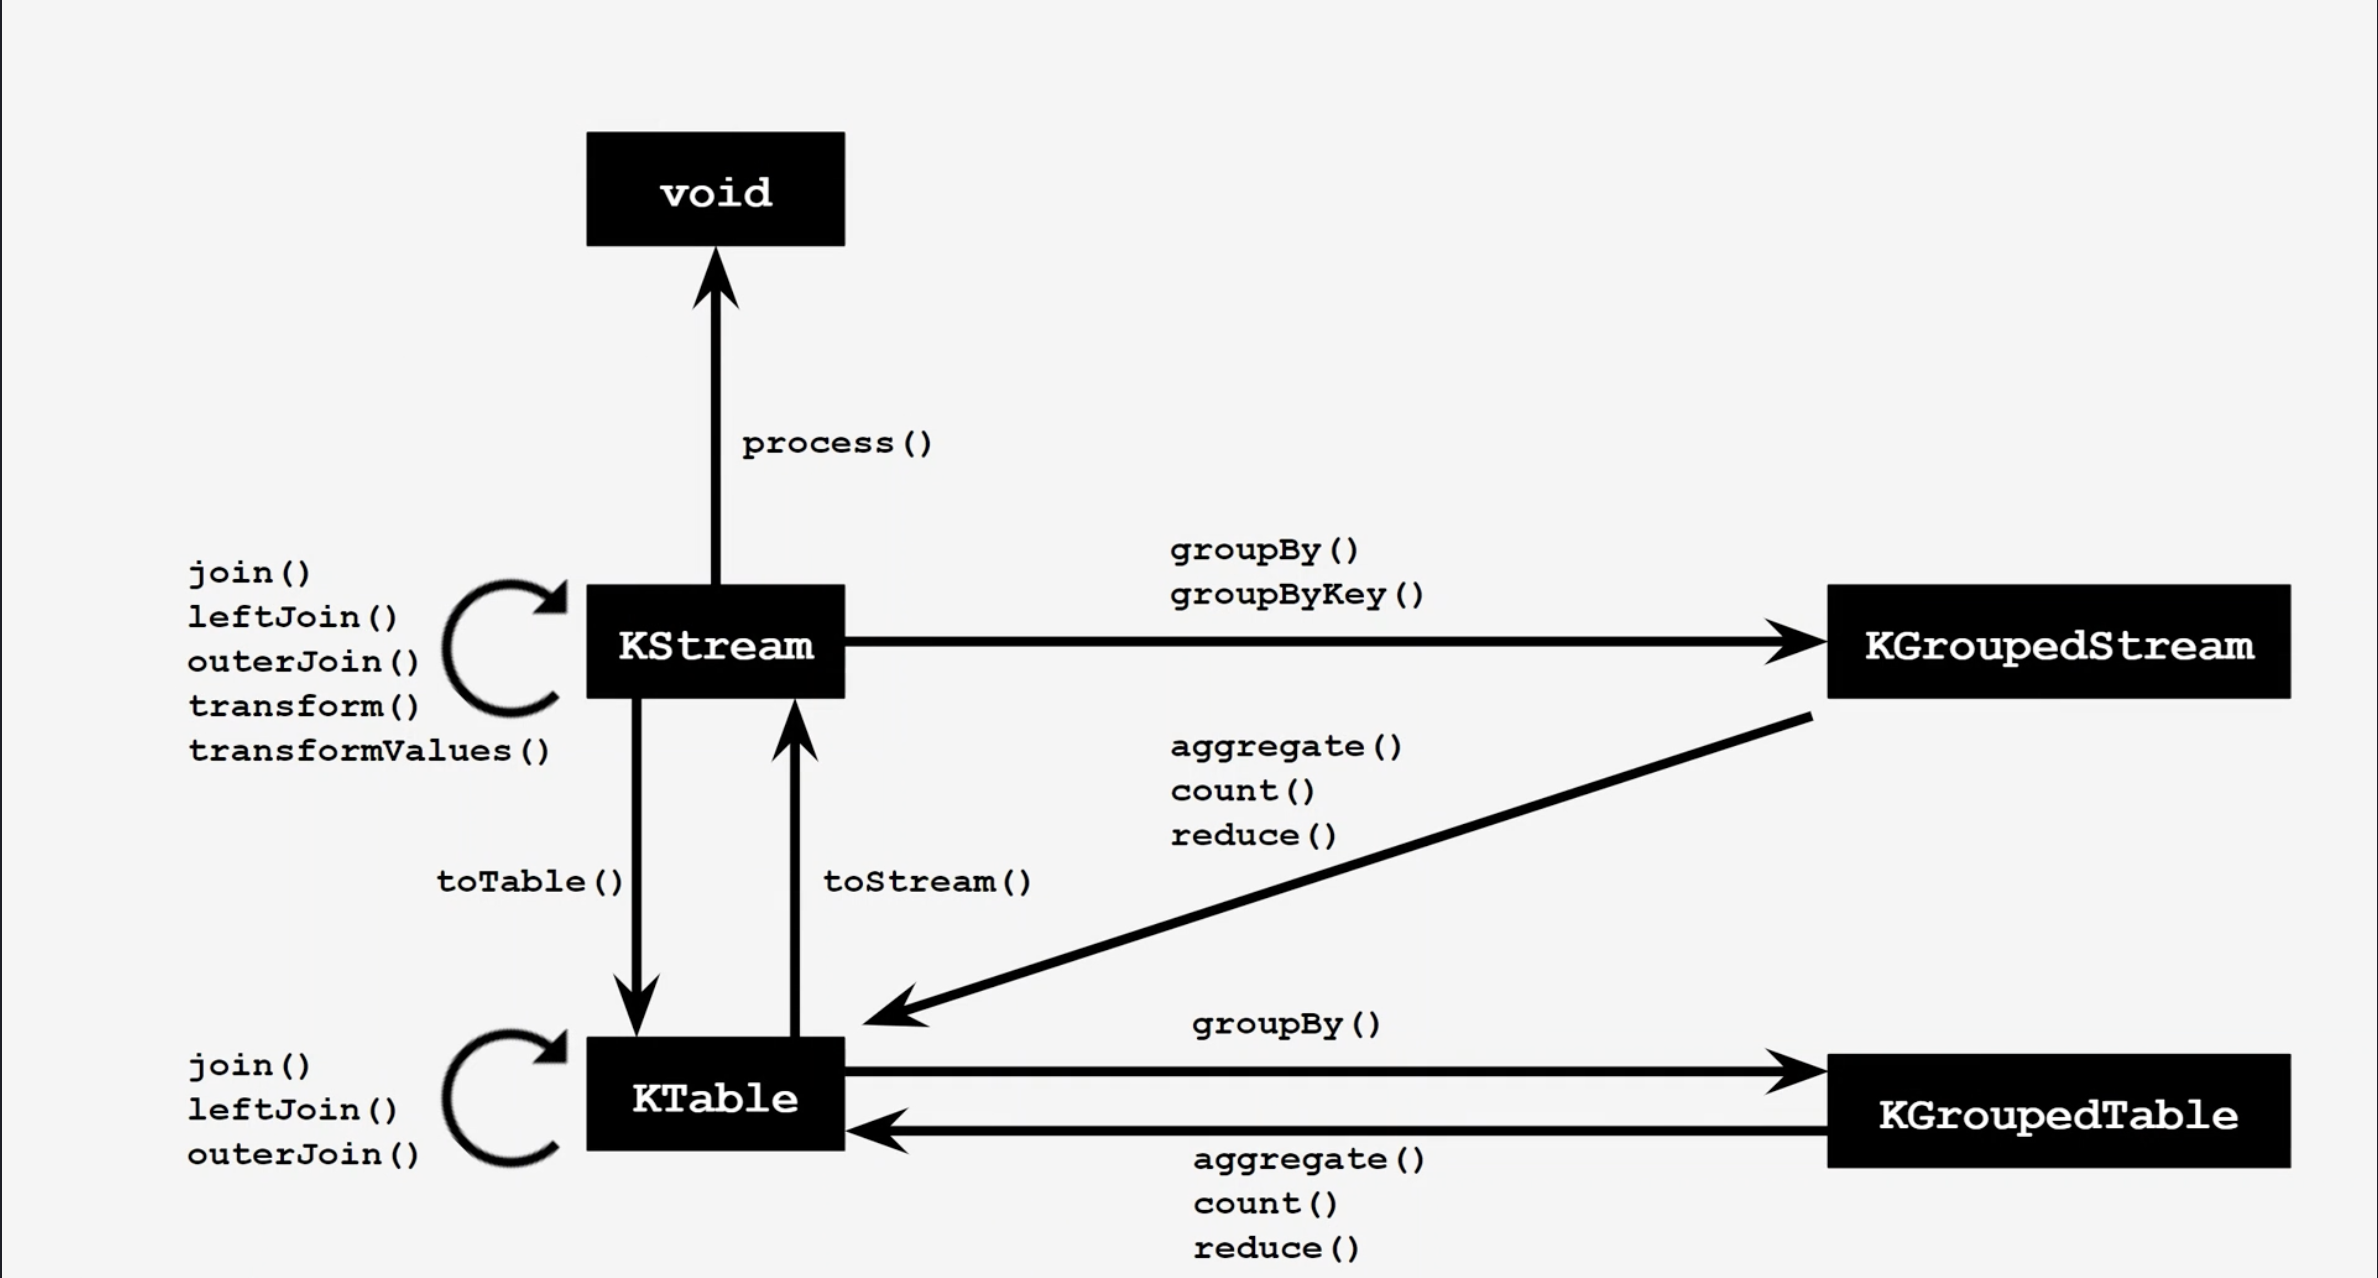 void
process()
join()
leftJoin()
outerJoin()
transform()
transformValues()
KStream
groupBy()
groupByKey()
KGroupedStream
aggregate()
count()
reduce()
toTable()
toStream()
join()
leftJoin()
outerJoin()
KTable
groupBy()
KGroupedTable
aggregate()
count()
reduce()